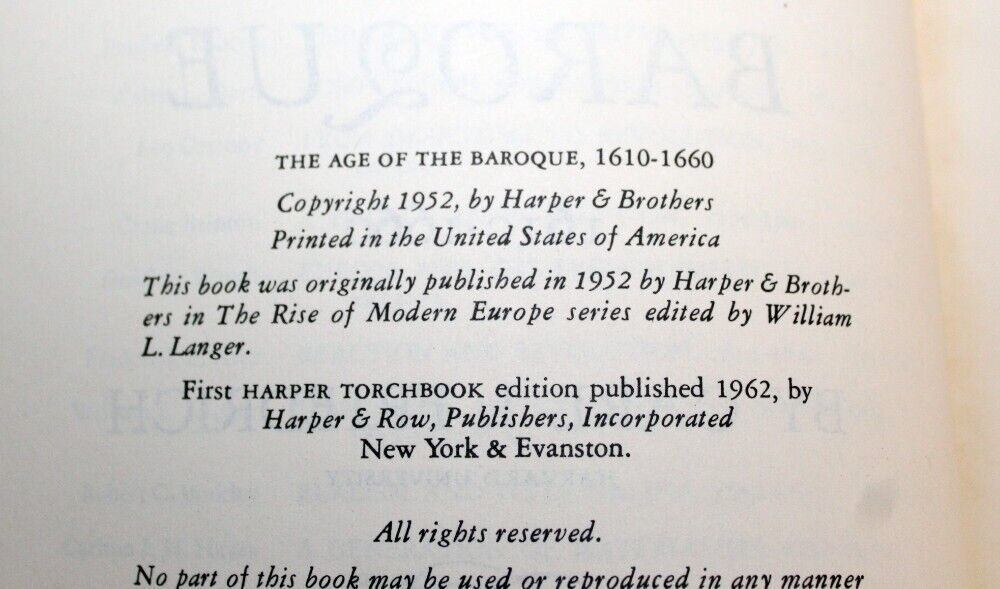 THE AGE OF THE BAROQUE, 1610-1660
Copyright 1952, by Harper & Brothers
Printed in the United States of America
This book was originally published in 1952 by Harper & Broth-
ers in The Rise of Modern Europe series edited by William
L. Langer.
First HARPER TORCHBOOK edition published 1962, by
Harper & Row, Publishers, Incorporated
New York & Evanston.
All rights reserved.
No part of this book may be used or reproduced in any manner